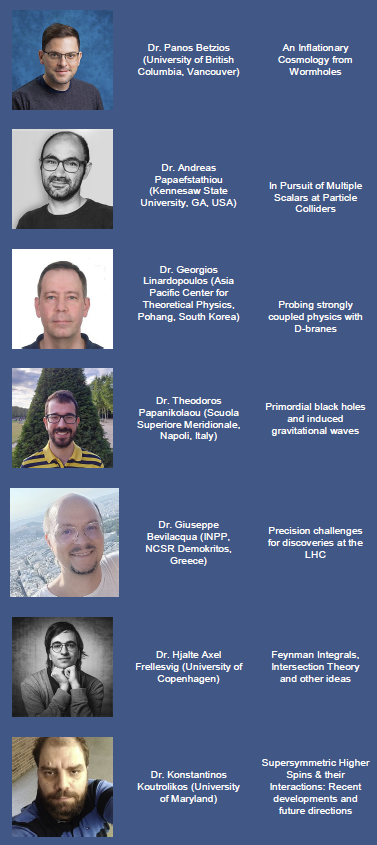 Dr. Panos Betzios
(University of British
Columbia, Vancouver)
An Inflationary
Cosmology from
Wormholes
Dr. Andreas
Papaefstathiou
(Kennesaw State
University, GA, USA)
In Pursuit of Multiple
Scalars at Particle
Colliders
Dr. Georgios
Linardopoulos (Asia
Pacific Center for
Theoretical Physics,
Pohang, South Korea)
Probing strongly
coupled physics with
D-branes
Dr. Theodoros
Papanikolaou (Scuola
Superiore Meridionale,
Napoli, Italy)
Primordial black holes
and induced
gravitational waves
Dr. Giuseppe
Bevilacqua (INPP,
NCSR Demokritos,
Greece)
Precision challenges
for discoveries at the
LHC
Dr. Hjalte Axel
Frellesvig (University of
Copenhagen)
Feynman Integrals,
Intersection Theory
and other ideas
Dr. Konstantinos
Koutrolikos (University
of Maryland)
Supersymmetric Higher
Spins & their
Interactions: Recent
developments and
future directions